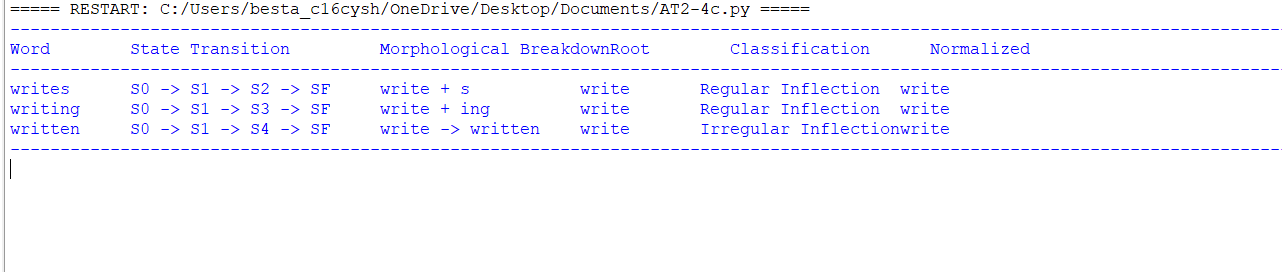 ===== RESTART: C:/Users/besta_c16cysh/OneDrive/Desktop/Documents/AT2-4c.py =====
--------------------------------------------------------------------------------------------------------------------------------
Word        State Transition         Morphological BreakdownRoot        Classification      Normalized
--------------------------------------------------------------------------------------------------------------------------------
writes      S0 -> S1 -> S2 -> SF     write + s           write       Regular Inflection  write
writing     S0 -> S1 -> S3 -> SF     write + ing         write       Regular Inflection  write
written     S0 -> S1 -> S4 -> SF     write -> written    write       Irregular Inflectionwrite
--------------------------------------------------------------------------------------------------------------------------------